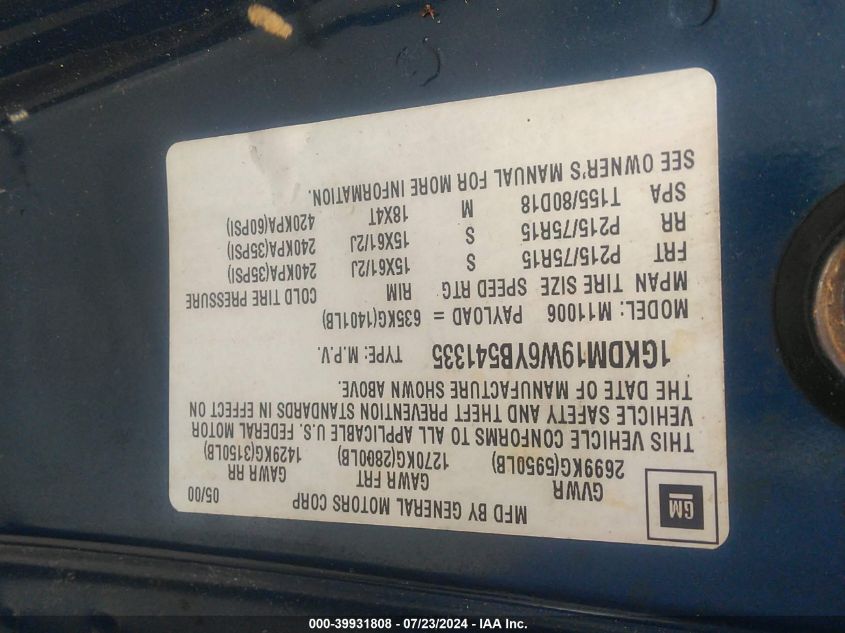 MFD BY GENERAL MOTORS CORP 05/00
GM
GVWR GAWR FRT GAWR RR
2699KG(5950LB) 1270KG(2800LB) 1429KG(3150LB)
THIS VEHICLE CONFORMS TO ALL APPLICABLE U.S. FEDERAL MOTOR
VEHICLE SAFETY AND THEFT PREVENTION STANDARDS IN EFFECT ON
THE DATE OF MANUFACTURE SHOWN ABOVE.
1GKDM19W6YB541335 TYPE: M.P.V.
MODEL: M11006 PAYLOAD = 635KG(1401LB)
MPAN TIRE SIZE SPEED RTG RIM COLD TIRE PRESSURE
FRT P215/75R15 S 15X61/2J 240KPA(35PSI)
RR P215/75R15 S 15X61/2J 240KPA(35PSI)
SPA T155/80D18 M 18X4T 420KPA(60PSI)
SEE OWNER'S MANUAL FOR MORE INFORMATION.
000-39931808 - 07/23/2024 - IAA Inc.